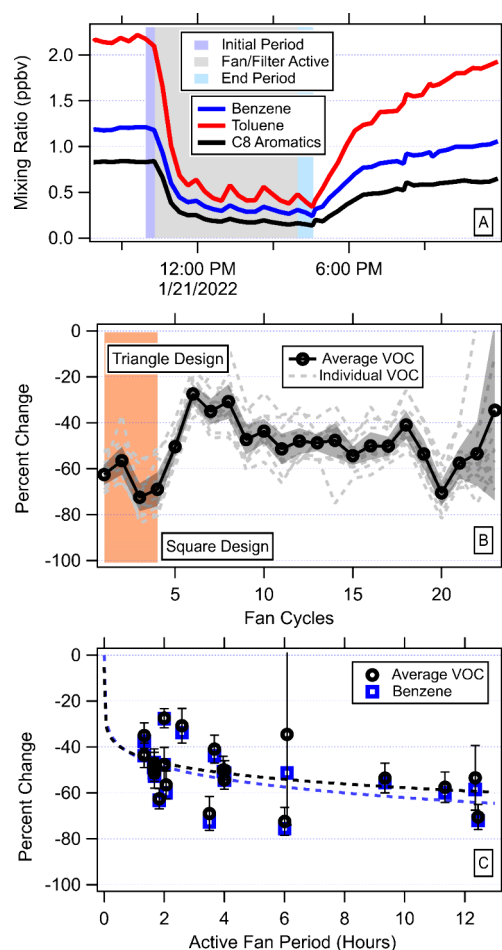 2.0
1.5
1.0
0.5
0.0
Mixing Ratio (ppbv)
Initial Period
Fan/Filter Active
End Period
Benzene
Toluene
C8 Aromatics
A
12:00 PM
1/21/2022
6:00 PM
0
-20
-40
-60
-80
-100
Percent Change
Triangle Design
Average VOC
Individual VOC
Square Design
B
5
10
15
20
Fan Cycles
0
-20
-40
-60
-80
-100
Percent Change
Average VOC
Benzene
C
0
2
4
6
8
10
12
Active Fan Period (Hours)